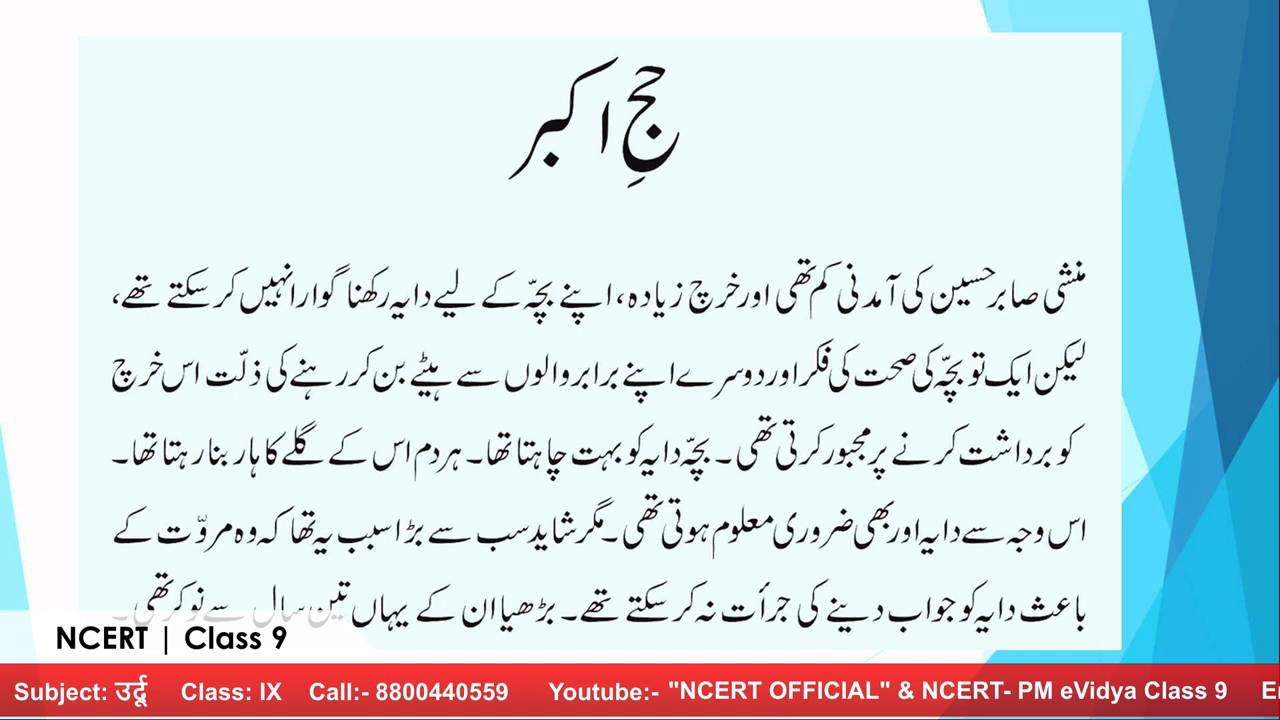 حجِ اکبر
منشی صابر حسین کی آمدنی کم تھی اور خرچ زیادہ، اپنے بچّہ کے لیے دایہ رکھنا گوارا نہیں کر سکتے تھے،
لیکن ایک تو بچّہ کی صحت کی فکر اور دوسرے اپنے برابر والوں سے ہیٹے بن کر رہنے کی ذلّت اس خرچ
کو برداشت کرنے پر مجبور کرتی تھی۔ بچّہ دایہ کو بہت چاہتا تھا۔ ہر دم اس کے گلے کا ہار بنا رہتا تھا۔
اس وجہ سے دایہ اور بھی ضروری معلوم ہوتی تھی۔ مگر شاید سب سے بڑا سبب یہ تھا کہ وہ مروّت کے
باعث دایہ کو جواب دینے کی جرأت نہ کر سکتے تھے۔ بڑھیا ان کے یہاں تین سال سے نوکر تھی۔
NCERT | Class 9
Subject: उर्दू Class: IX Call:- 8800440559 Youtube:- "NCERT OFFICIAL" & NCERT- PM eVidya Class 9